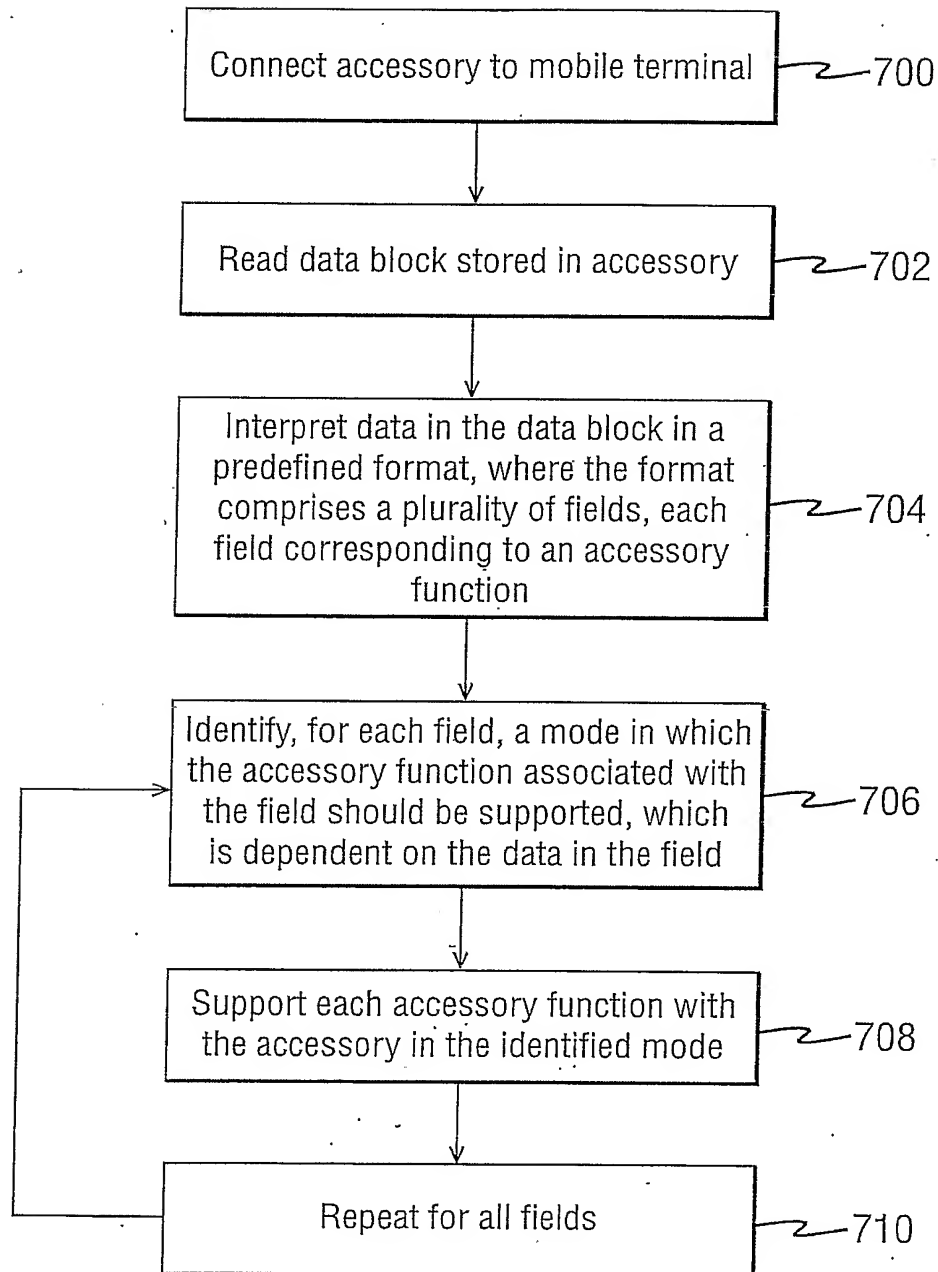 Connect accessory to mobile terminal
700
Read data block stored in accessory
702
Interpret data in the data block in a
predefined format, where the format
comprises a plurality of fields, each
field corresponding to an accessory
function
704
Identify, for each field, a mode in which
the accessory function associated with
the field should be supported, which
is dependent on the data in the field
706
Support each accessory function with
the accessory in the identified mode
708
Repeat for all fields
710